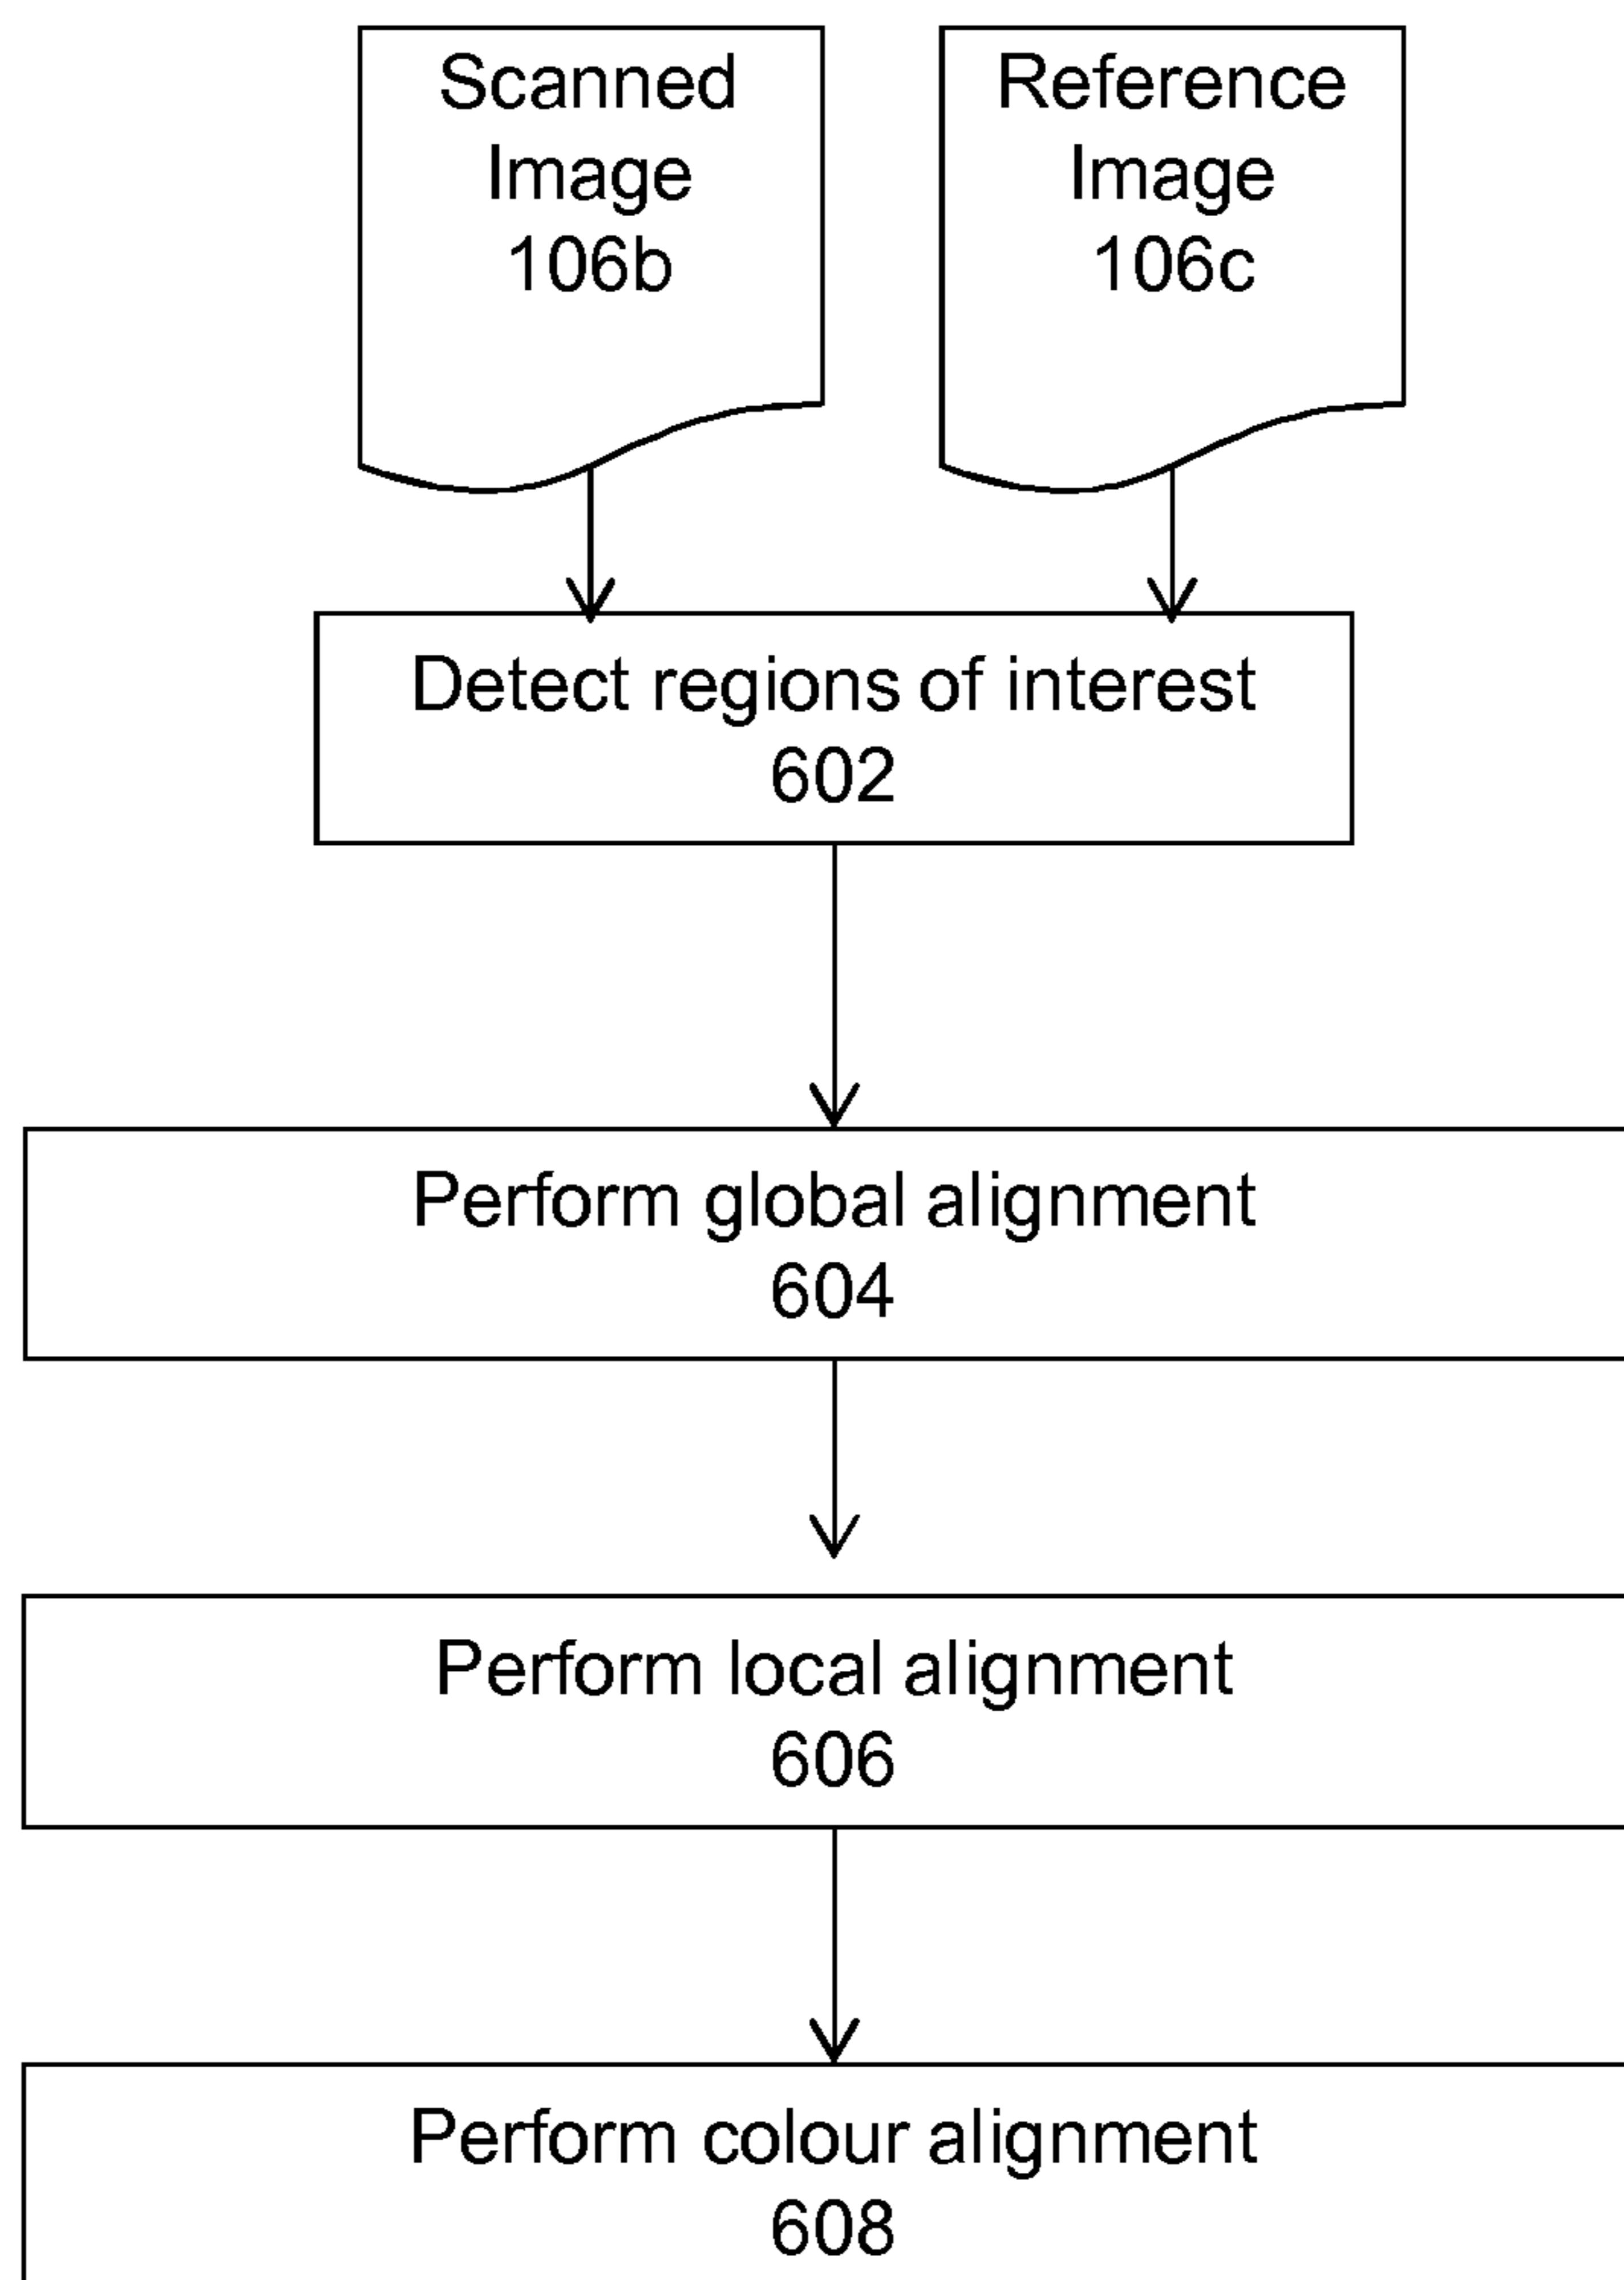 Scanned
Image
106b
Reference
Image
106c
Detect regions of interest
602
Perform global alignment
604
Perform local alignment
606
Perform colour alignment
608